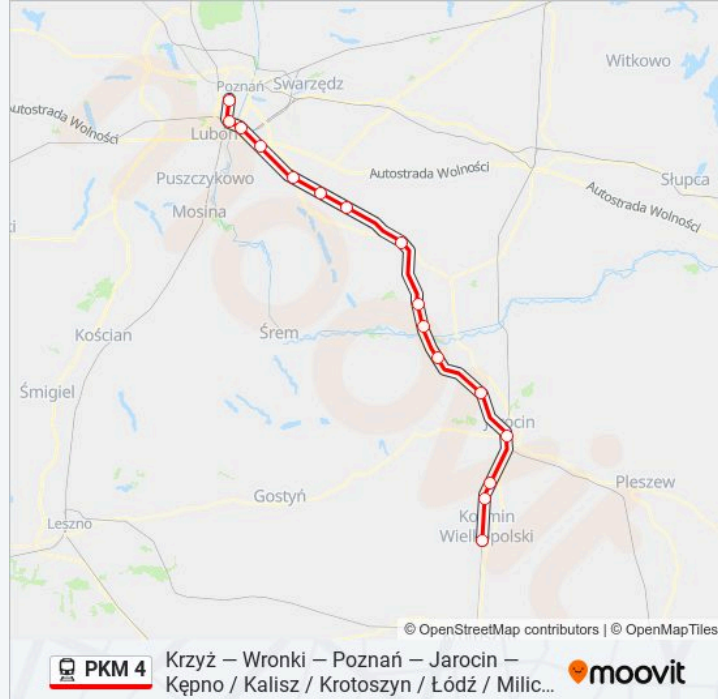 Witkowo
Poznań
Swarzędz
Autostrada Wolności
Luboń
Autostrada Wolności
Słupca
Puszczykowo
Autostrada Wolności
Mosina
Kościan
Śrem
Śmigiel
Jarocin
Pleszew
Gostyń
Leszno
Koźmin
Wielkopolski
© OpenStreetMap contributors | © OpenMapTiles
PKM 4
Krzyż – Wronki – Poznań – Jarocin –
Kępno / Kalisz / Krotoszyn / Łódź / Milic...
moovit